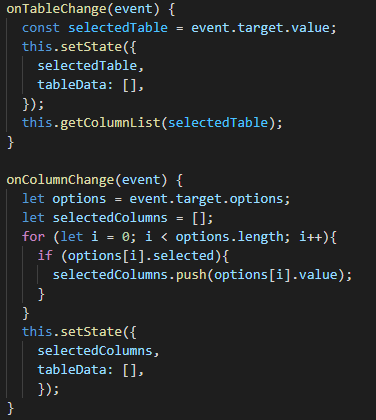 onTableChange(event) {
  const selectedTable = event.target.value;
  this.setState({
    selectedTable,
    tableData: [],
  });
  this.getColumnList(selectedTable);
}

onColumnChange(event) {
  let options = event.target.options;
  let selectedColumns = [];
  for (let i = 0; i < options.length; i++){
    if (options[i].selected){
      selectedColumns.push(options[i].value);
    }
  }
  this.setState({
    selectedColumns,
    tableData: [],
    });
}